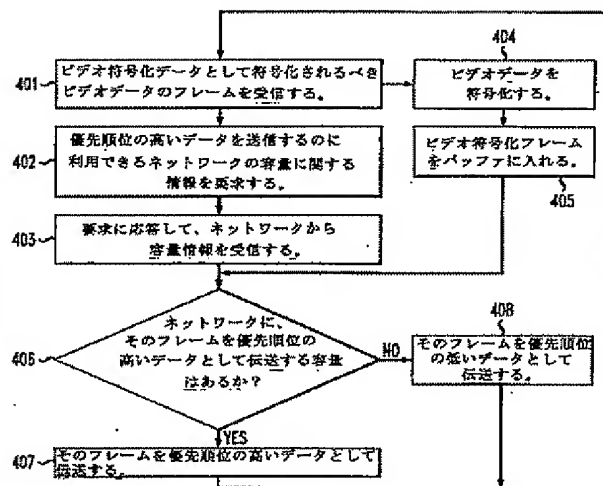 404
401
ビデオ符号化データとして符号化されるべき
ビデオデータのフレームを受信する。
ビデオデータを
符号化する。
402
優先順位の高いデータを送信するのに
利用できるネットワークの容量に関する
情報を要求する。
ビデオ符号化フレーム
をバッファに入れる。
405
403
要求に応答して、ネットワークから
容量情報を受信する。
406
ネットワークに、
そのフレームを優先順位の
高いデータとして伝送する容量
はあるか?
NO
408
そのフレームを優先順位
の低いデータとして
伝送する。
YES
407
そのフレームを優先順位の高いデータとして
伝送する。